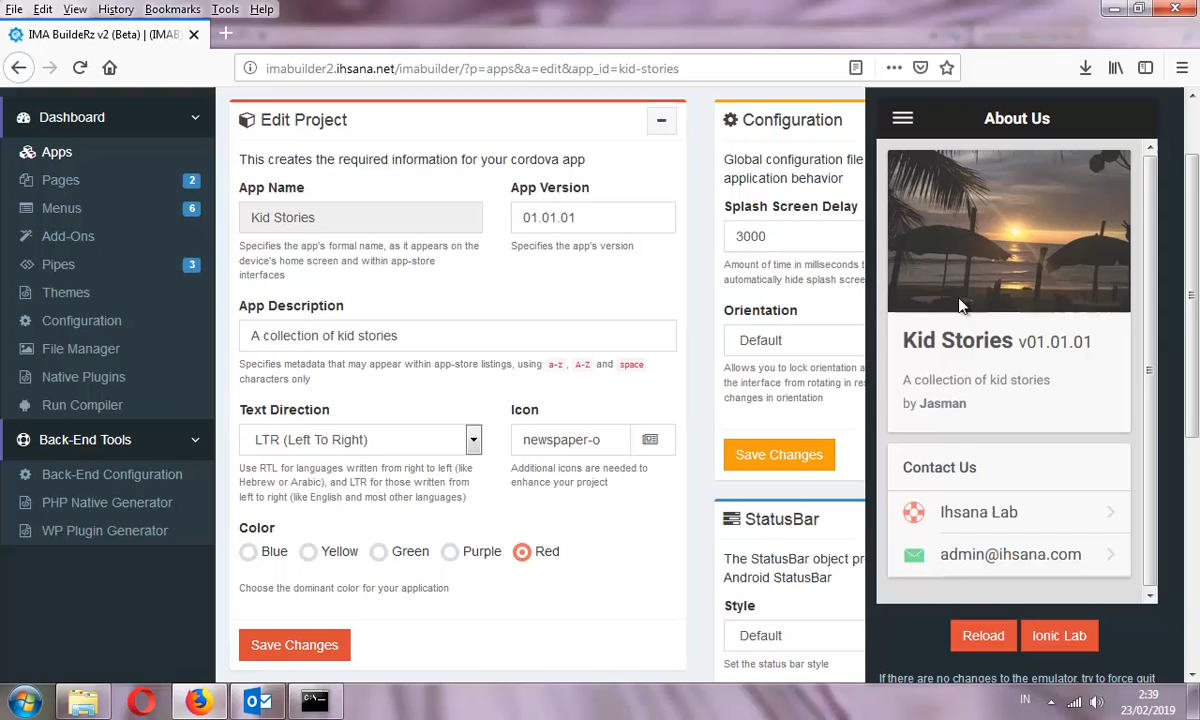 File Edit View History Bookmarks Tools Help
IMA BuildeRz v2 (Beta) | (IMAB
imabuilder2.ihsana.net/imabuilder/?p=apps&a=edit&app_id=kid-stories
Dashboard
Apps
Pages 2
Menus 6
Add-Ons
Pipes 3
Themes
Configuration
File Manager
Native Plugins
Run Compiler
Back-End Tools
Back-End Configuration
PHP Native Generator
WP Plugin Generator
Edit Project
This creates the required information for your cordova app
App Name
Kid Stories
Specifies the app's formal name, as it appears on the
device's home screen and within app-store
interfaces
App Version
01.01.01
Specifies the app's version
App Description
A collection of kid stories
Specifies metadata that may appear within app-store listings, using a-z, A-Z and space
characters only
Text Direction
LTR (Left To Right)
Use RTL for languages written from right to left (like
Hebrew or Arabic), and LTR for those written from
left to right (like English and most other languages)
Icon
newspaper-o
Additional icons are needed to
enhance your project
Color
Blue Yellow Green Purple Red
Choose the dominant color for your application
Save Changes
Configuration
Global configuration file
application behavior
Splash Screen Delay
3000
Amount of time in milliseconds t
automatically hide splash scree
Orientation
Default
Allows you to lock orientation a
the interface from rotating in res
changes in orientation
Save Changes
StatusBar
The StatusBar object pr
Android StatusBar
Style
Default
Set the status bar style
About Us
Kid Stories v01.01.01
A collection of kid stories
by Jasman
Contact Us
Ihsana Lab
admin@ihsana.com
Reload
Ionic Lab
If there are no changes to the emulator, try to force quit
IN
2:39
23/02/2019